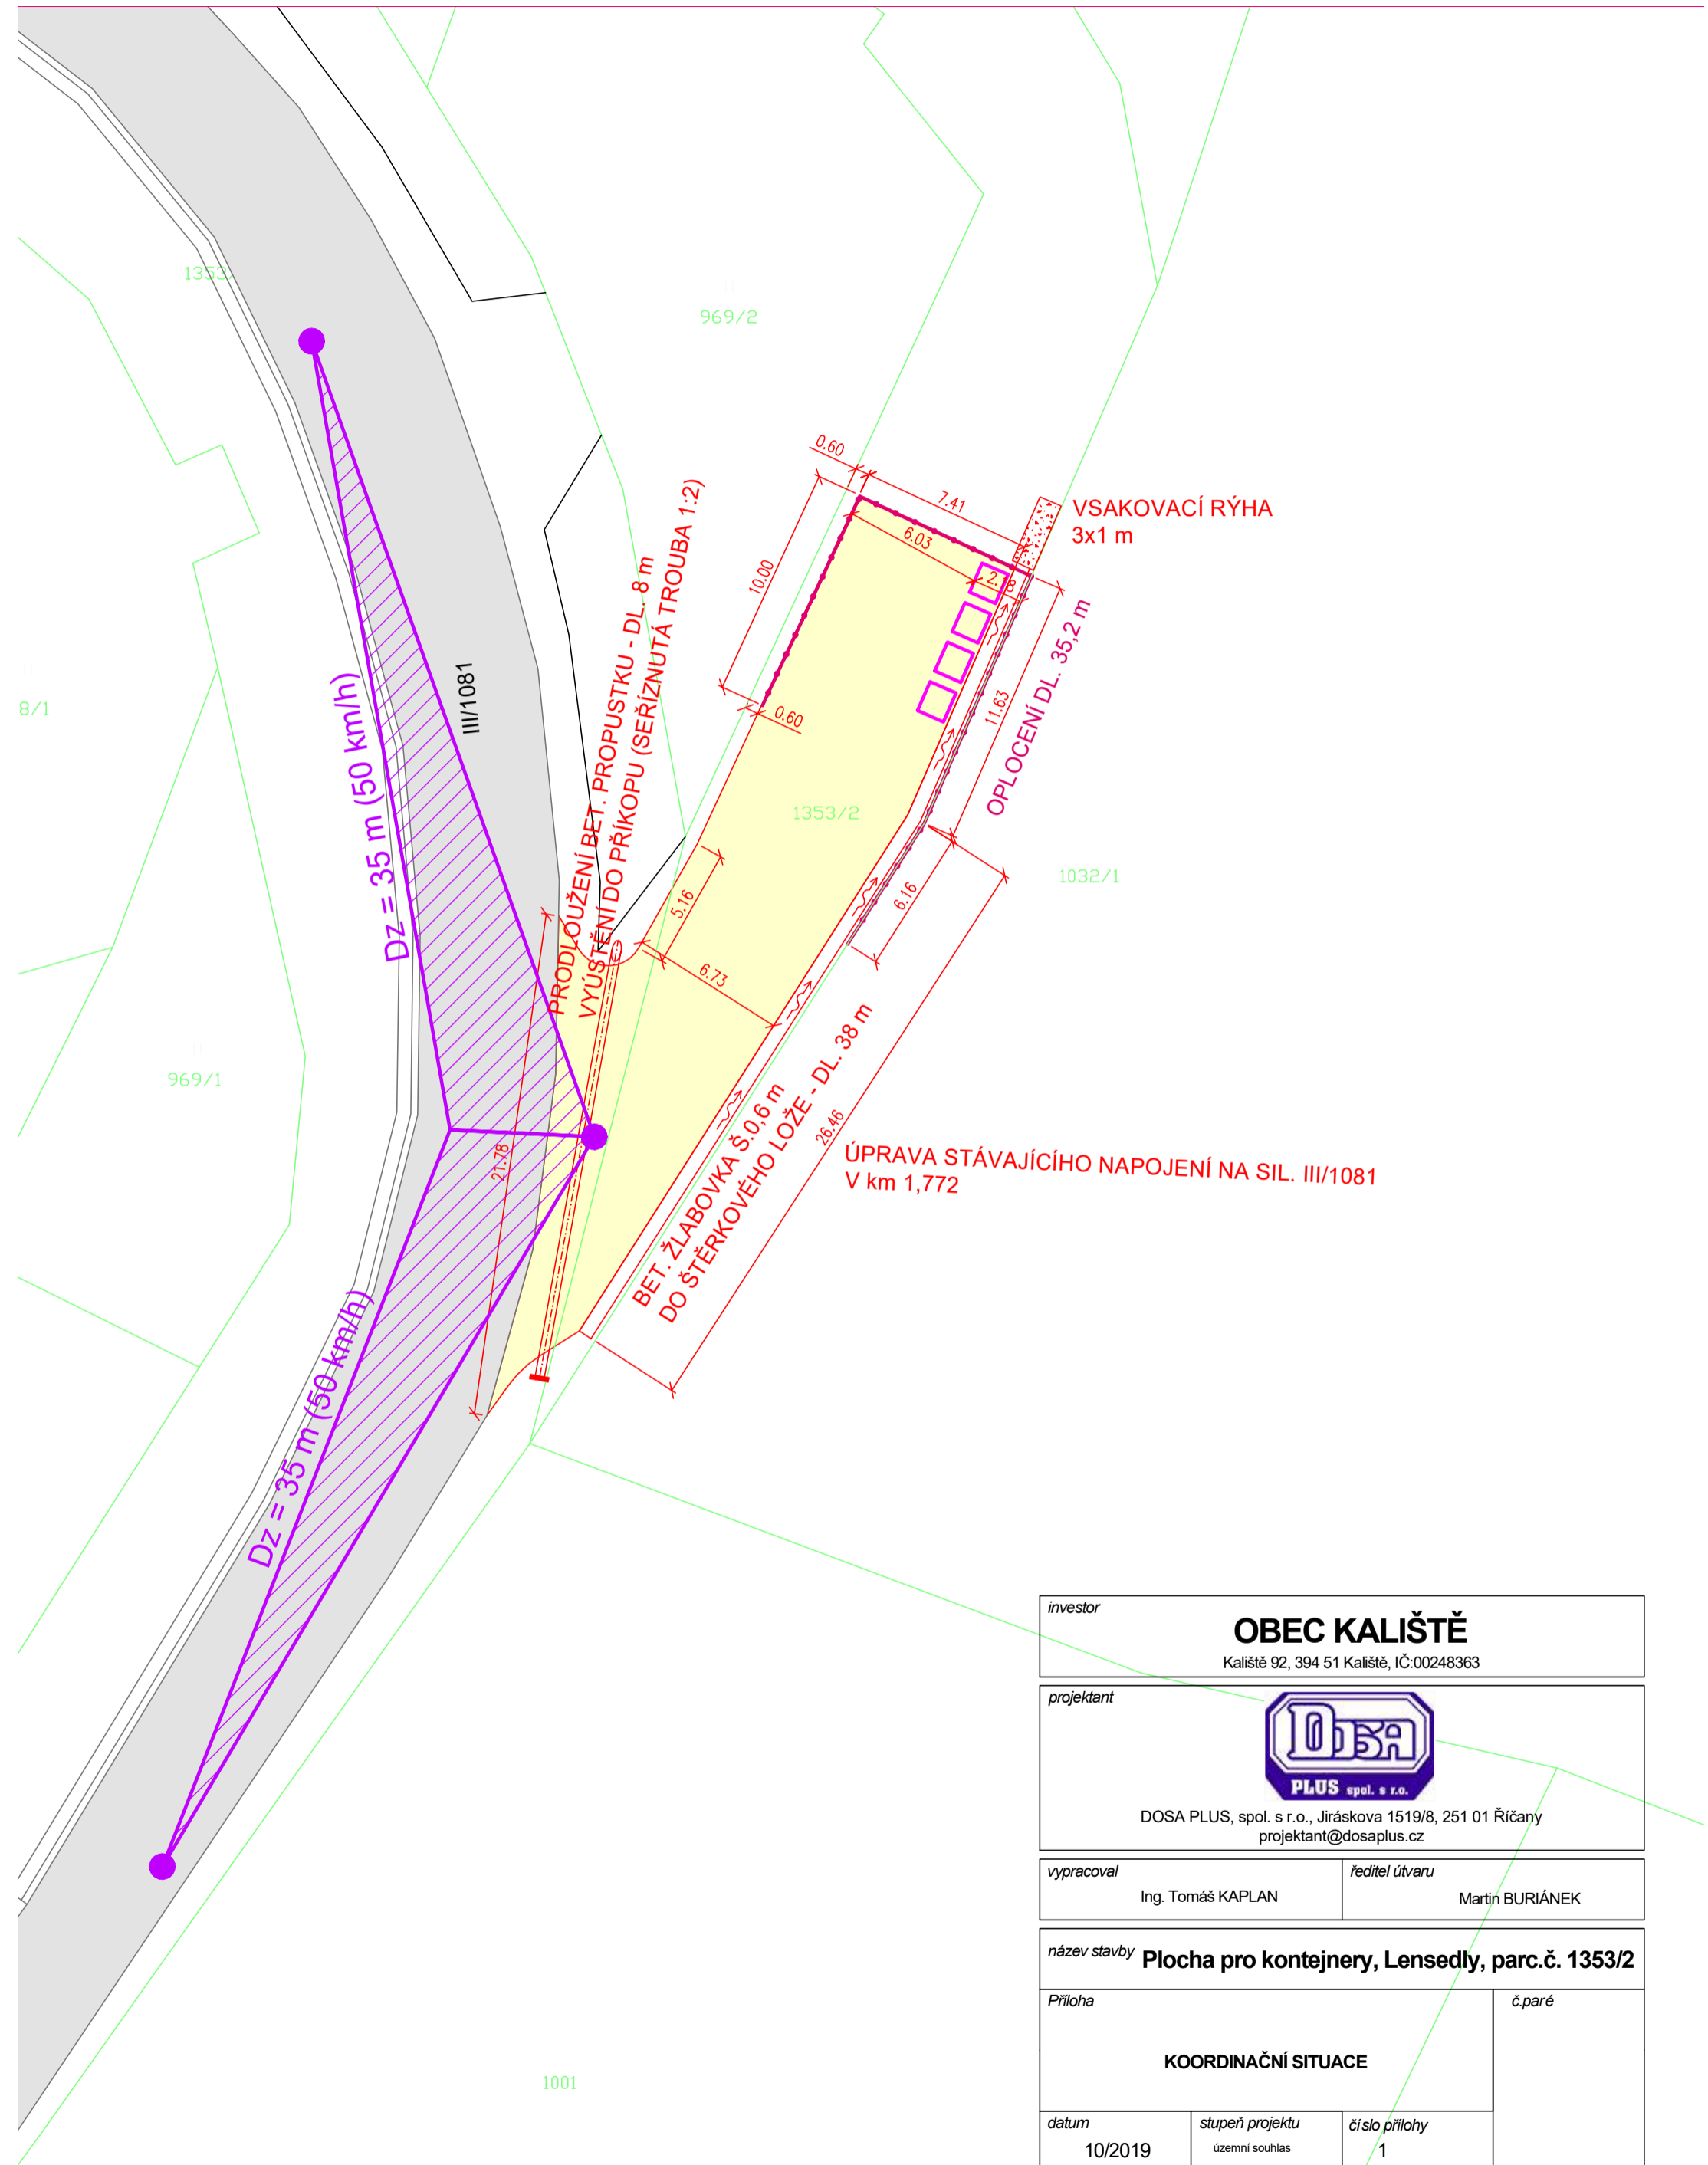 1353
969/2
0.60
7.41
VSAKOVACÍ RÝHA
3x1 m
6.03
2.18
10.00
PRODLOUŽENÍ BET. PROPUSTKU - DL. 8 m
VYÚSTĚNÍ DO PŘÍKOPU (SEŘÍZNUTÁ TROUBA 1:2)
OPLOCENÍ DL. 35,2 m
11.63
0.60
8/1
III/1081
Dz = 35 m (50 km/h)
1353/2
1032/1
5.16
6.16
6.73
969/1
21.78
26.46
BET. ŽLABOVKA Š.0,6 m
DO ŠTĚRKOVÉHO LOŽE - DL. 38 m
ÚPRAVA STÁVAJÍCÍHO NAPOJENÍ NA SIL. III/1081
V km 1,772
Dz = 35 m (50 km/h)
1001
investor
OBEC KALIŠTĚ
Kaliště 92, 394 51 Kaliště, IČ:00248363
projektant
DOSA
PLUS spol. s r.o.
DOSA PLUS, spol. s r.o., Jiráskova 1519/8, 251 01 Říčany
projektant@dosaplus.cz
vypracoval
Ing. Tomáš KAPLAN
ředitel útvaru
Martin BURIÁNEK
název stavby Plocha pro kontejnery, Lensedly, parc.č. 1353/2
Příloha
č.paré
KOORDINAČNÍ SITUACE
datum
10/2019
stupeň projektu
územní souhlas
číslo přílohy
1